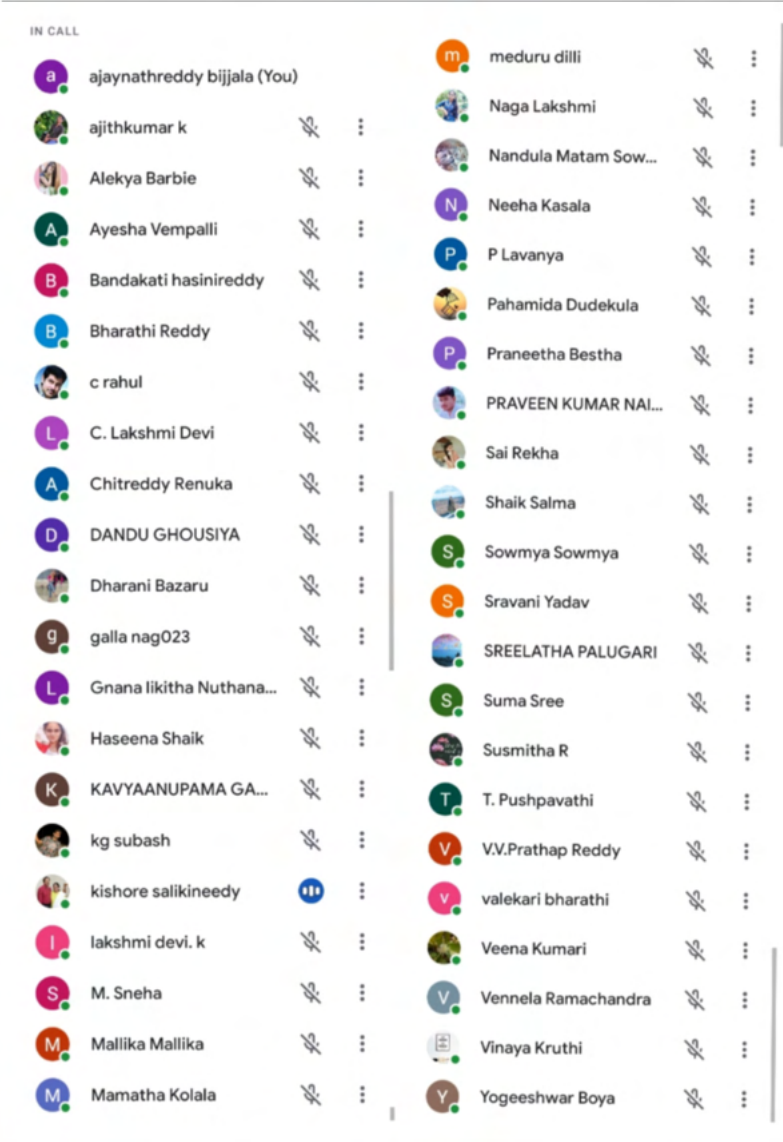 IN CALL
a ajaynathreddy bijjala (You)
ajithkumar k
Alekya Barbie
A Ayesha Vempalli
B Bandakati hasinireddy
B Bharathi Reddy
c rahul
L C. Lakshmi Devi
A Chitreddy Renuka
D DANDU GHOUSIYA
Dharani Bazaru
g galla nag023
L Gnana likitha Nuthana...
Haseena Shaik
K KAVYAANUPAMA GA...
kg subash
kishore salikineedy
l lakshmi devi. k
S M. Sneha
M Mallika Mallika
M Mamatha Kolala
m meduru dilli
Naga Lakshmi
Nandula Matam Sow...
N Neeha Kasala
P P Lavanya
Pahamida Dudekula
P Praneetha Bestha
PRAVEEN KUMAR NAI...
Sai Rekha
Shaik Salma
S Sowmya Sowmya
S Sravani Yadav
SREELATHA PALUGARI
S Suma Sree
Susmitha R
T T. Pushpavathi
V V.V.Prathap Reddy
v valekari bharathi
Veena Kumari
V Vennela Ramachandra
Vinaya Kruthi
Y Yogeeshwar Boya